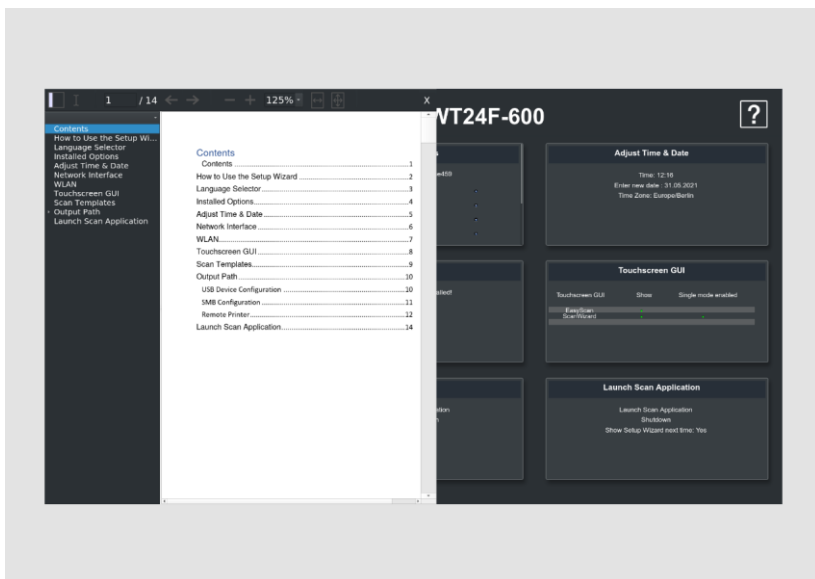 1 / 14 125% X
Contents
How to Use the Setup Wi...
Language Selector
Installed Options
Adjust Time & Date
Network Interface
WLAN
Touchscreen GUI
Scan Templates
Output Path
Launch Scan Application
Contents
Contents 1
How to Use the Setup Wizard 2
Language Selector 3
Installed Options 4
Adjust Time & Date 5
Network Interface 6
WLAN 7
Touchscreen GUI 8
Scan Templates 9
Output Path 10
USB Device Configuration 10
SMB Configuration 11
Remote Printer 12
Launch Scan Application 14
WT24F-600 ?
Adjust Time & Date
Time: 12:16
Enter new date : 31.05.2021
Time Zone: Europe/Berlin
Touchscreen GUI
Touchscreen GUI Show Single mode enabled
EasyScan
ScanWizard
Launch Scan Application
Launch Scan Application
Shutdown
Show Setup Wizard next time: Yes